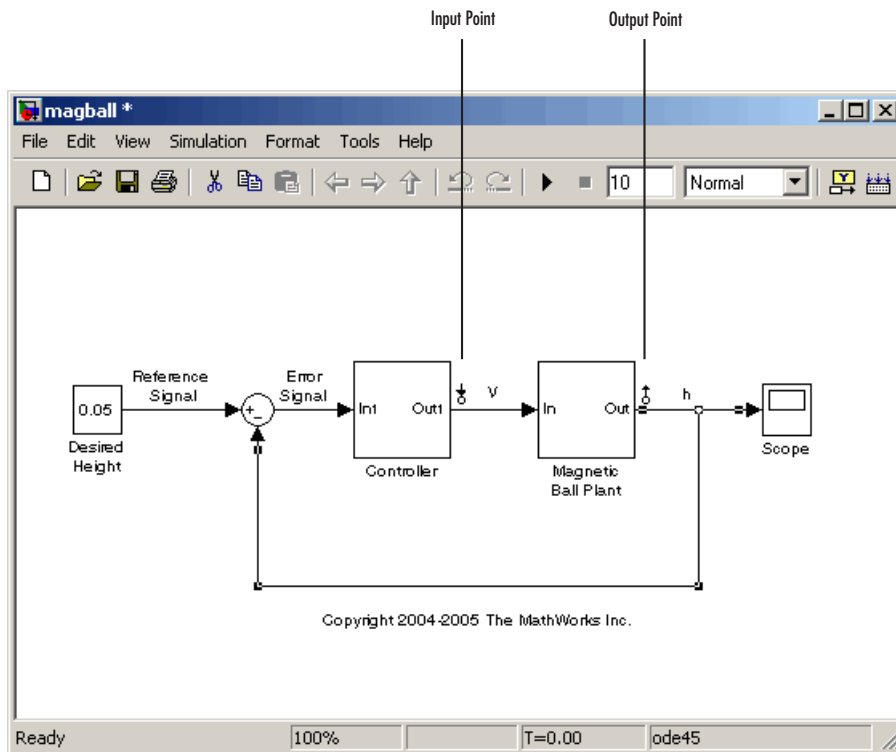 Input Point
Output Point
magball *
File Edit View Simulation Format Tools Help
10
Normal
Reference
Signal
Error
Signal
V
h
0.05
+
-
In1
Out1
In
Out
Desired
Height
Controller
Magnetic
Ball Plant
Scope
Copyright 2004-2005 The MathWorks Inc.
Ready
100%
T=0.00
ode45